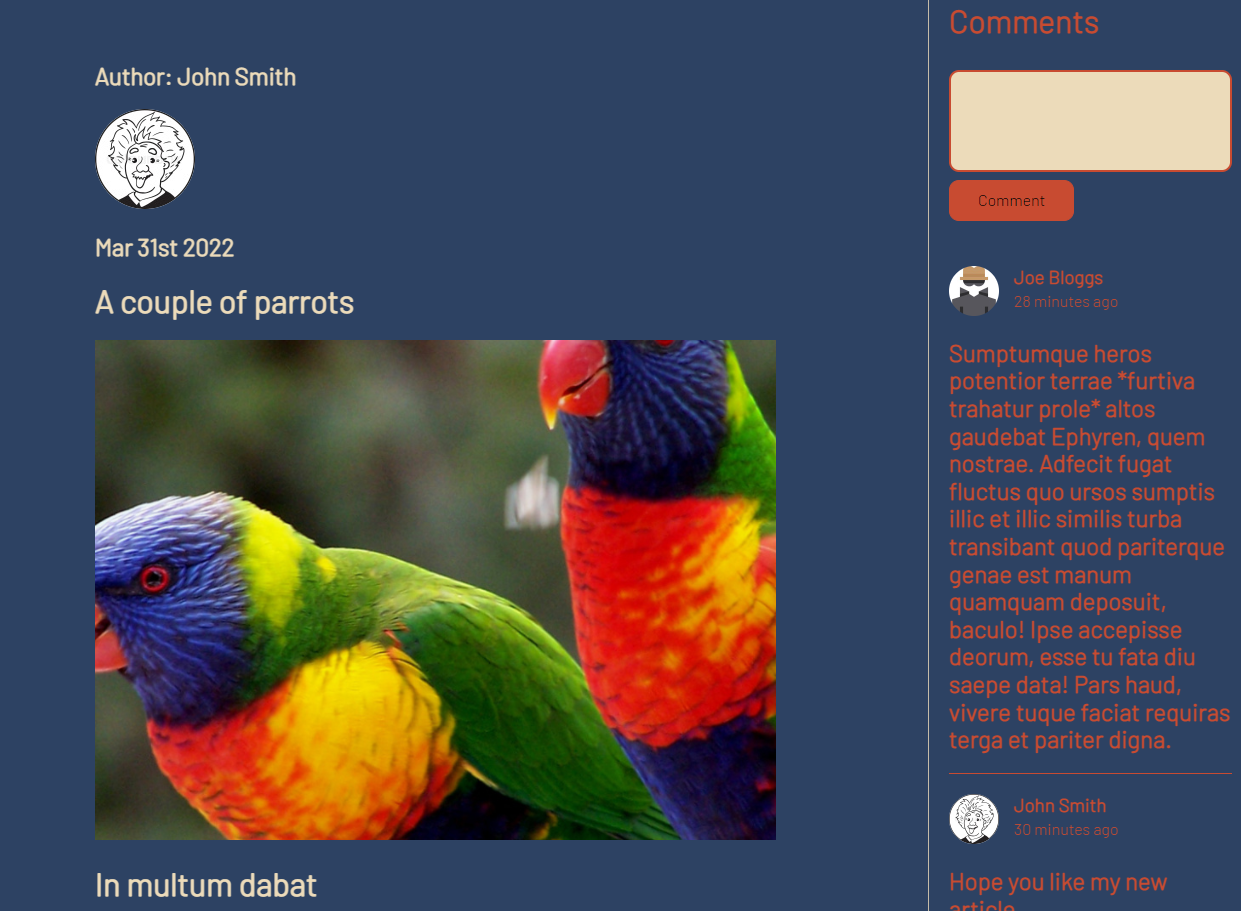 Author: John Smith
Mar 31st 2022
A couple of parrots
In multum dabat
Comments
Comment
Joe Bloggs
28 minutes ago
Sumptumque heros
potentior terrae *furtiva
trahatur prole* altos
gaudebat Ephyren, quem
nostrae. Adfecit fugat
fluctus quo ursos sumptis
illic et illic similis turba
transibant quod pariterque
genae est manum
quamquam deposuit,
baculo! Ipse accepisse
deorum, esse tu fata diu
saepe data! Pars haud,
vivere tuque faciat requiras
terga et pariter digna.
John Smith
30 minutes ago
Hope you like my new
article